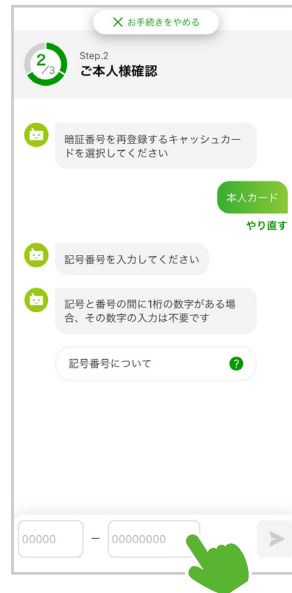 × お手続きをやめる
2/3
Step.2
ご本人様確認
暗証番号を再登録するキャッシュカー
ドを選択してください
本人カード
やり直す
記号番号を入力してください
記号と番号の間に1桁の数字がある場
合、その数字の入力は不要です
記号番号について ?
00000 − 00000000